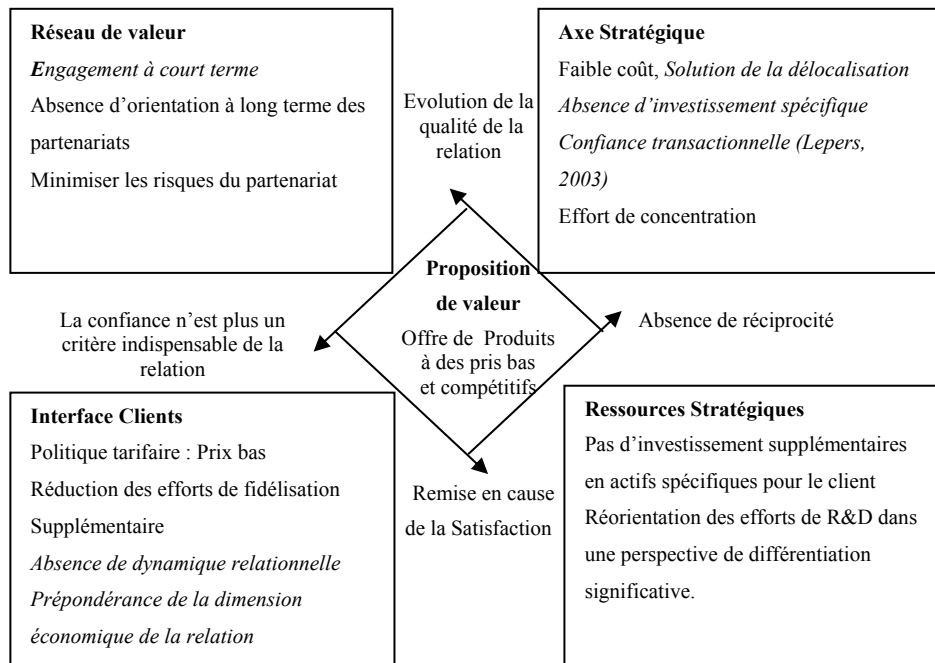 Réseau de valeur
Engagement à court terme
Absence d'orientation à long terme des
partenariats
Minimiser les risques du partenariat
Evolution de la
qualité de la
relation
Axe Stratégique
Faible coût, Solution de la délocalisation
Absence d'investissement spécifique
Confiance transactionnelle (Lepers,
2003)
Effort de concentration
La confiance n'est plus un
critère indispensable de la
relation
Proposition
de valeur
Offre de Produits
à des pris bas
et compétitifs
Absence de réciprocité
Interface Clients
Politique tarifaire : Prix bas
Réduction des efforts de fidélisation
Supplémentaire
Absence de dynamique relationnelle
Prépondérance de la dimension
économique de la relation
Remise en cause
de la Satisfaction
Ressources Stratégiques
Pas d'investissement supplémentaires
en actifs spécifiques pour le client
Réorientation des efforts de R&D dans
une perspective de différentiation
significative.